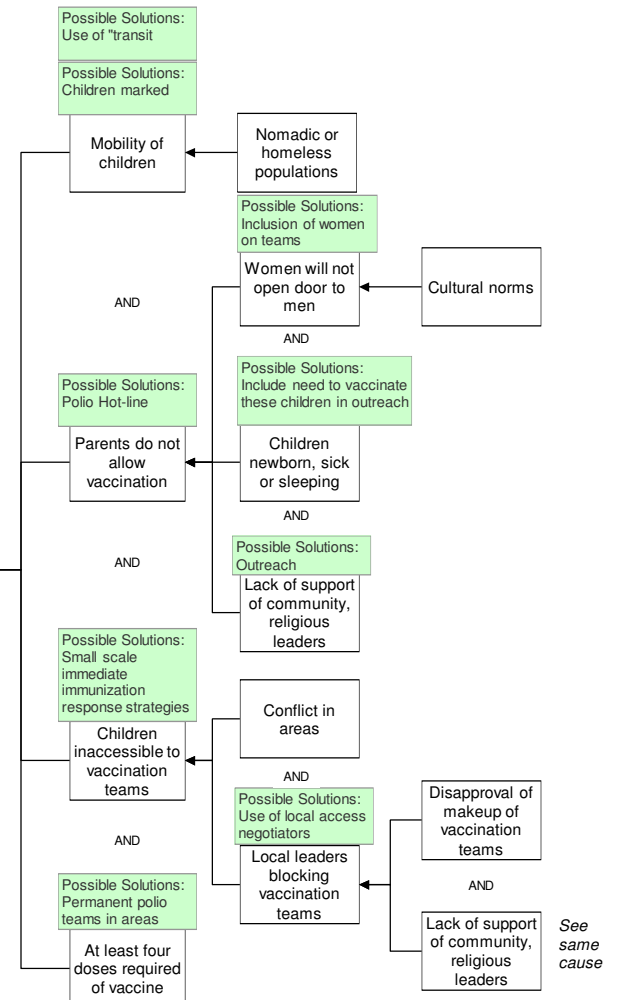 Possible Solutions:
Use of "transit
Possible Solutions:
Children marked
Mobility of
children
Nomadic or
homeless
populations
Possible Solutions:
Inclusion of women
on teams
Women will not
open door to
men
Cultural norms
AND
AND
Possible Solutions:
Include need to vaccinate
these children in outreach
Possible Solutions:
Polio Hot-line
Parents do not
allow
vaccination
Children
newborn, sick
or sleeping
AND
Possible Solutions:
Outreach
AND
Lack of support
of community,
religious
leaders
Possible Solutions:
Small scale
immediate
immunization
response strategies
Children
inaccessible to
vaccination
teams
Conflict in
areas
AND
Possible Solutions:
Use of local access
negotiators
Local leaders
blocking
vaccination
teams
Disapproval of
makeup of
vaccination
teams
AND
Lack of support
of community,
religious
leaders
See
same
cause
AND
Possible Solutions:
Permanent polio
teams in areas
At least four
doses required
of vaccine